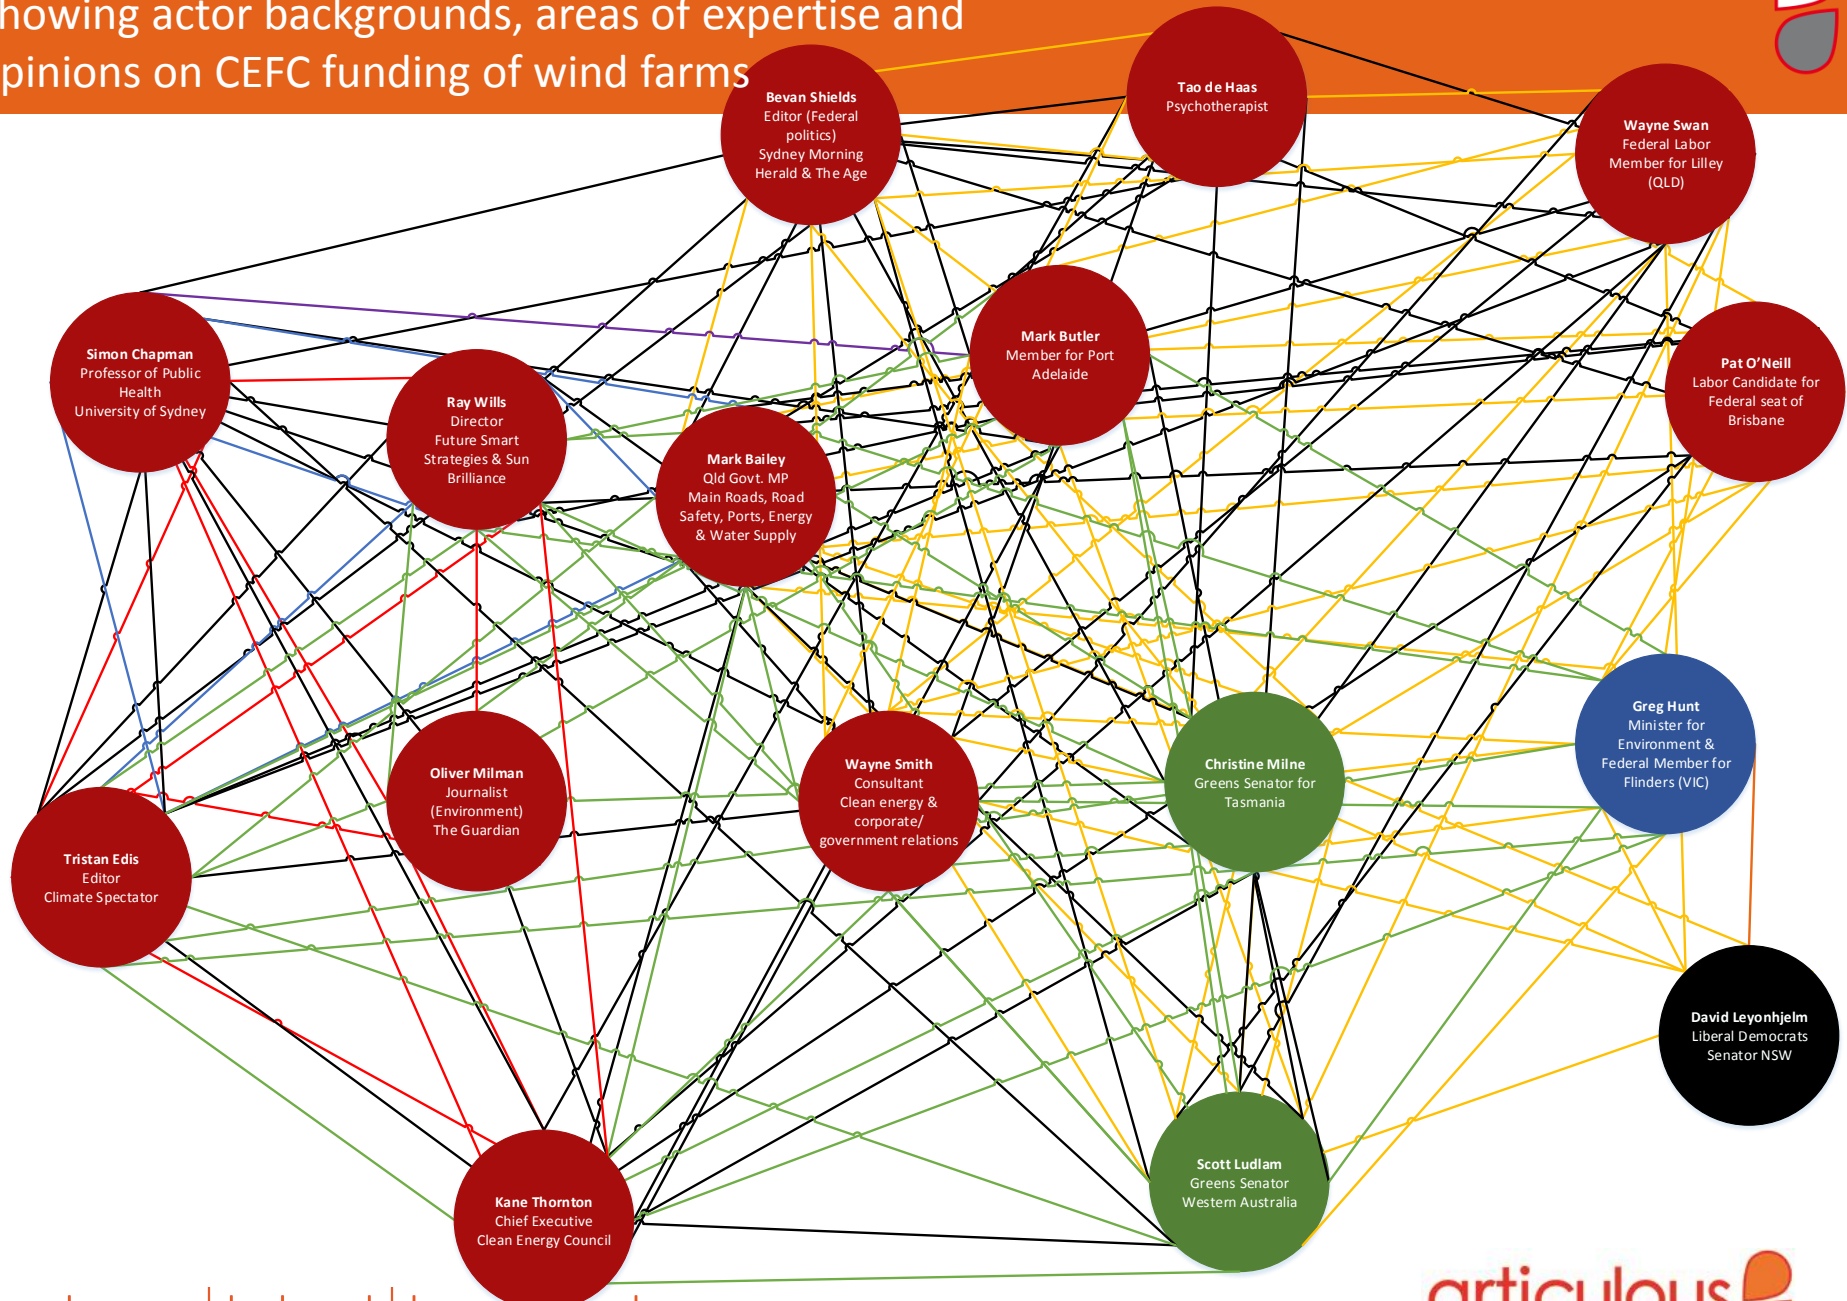 howing actor backgrounds, areas of expertise and
pinions on CEFC funding of wind farms
Bevan Shields
Editor (Federal
politics)
Sydney Morning
Herald & The Age
Tao de Haas
Psychotherapist
Wayne Swan
Federal Labor
Member for Lilley
(QLD)
Simon Chapman
Professor of Public
Health
University of Sydney
Ray Wills
Director
Future Smart
Strategies & Sun
Brilliance
Mark Bailey
Qld Govt. MP
Main Roads, Road
Safety, Ports, Energy
& Water Supply
Mark Butler
Member for Port
Adelaide
Pat O’Neill
Labor Candidate for
Federal seat of
Brisbane
Tristan Edis
Editor
Climate Spectator
Oliver Milman
Journalist
(Environment)
The Guardian
Wayne Smith
Consultant
Clean energy &
corporate/
government relations
Christine Milne
Greens Senator for
Tasmania
Greg Hunt
Minister for
Environment &
Federal Member for
Flinders (VIC)
David Leyonhjelm
Liberal Democrats
Senator NSW
Kane Thornton
Chief Executive
Clean Energy Council
Scott Ludlam
Greens Senator
Western Australia
articulous